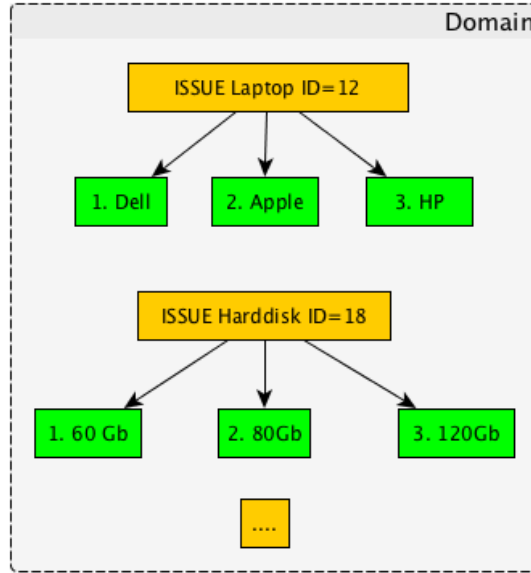 Domain
ISSUE Laptop ID=12
1. Dell
2. Apple
3. HP
ISSUE Harddisk ID=18
1. 60 Gb
2. 80Gb
3. 120Gb
....